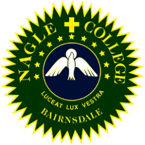 NAGLE COLLEGE
LUCEAT LUX VESTRA
BAIRNSDALE